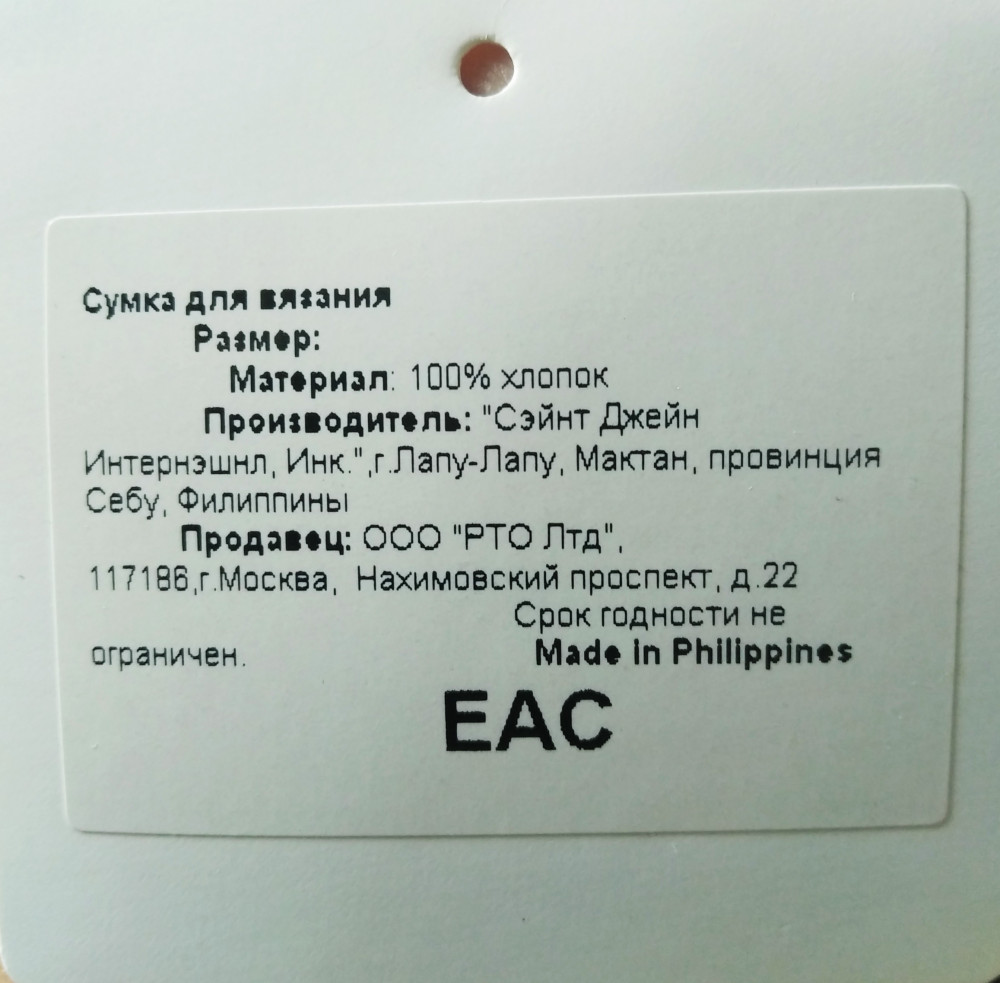 Сумка для вязания
Размер:
Материал: 100% хлопок
Производитель: "Сэйнт Джейн
Интернэшнл, Инк.",г.Лапу-Лапу, Мактан, провинция
Себу, Филиппины
Продавец: ООО "РТО Лтд",
117186,г.Москва, Нахимовский проспект, д.22
Срок годности не
ограничен. Made in Philippines
EAC